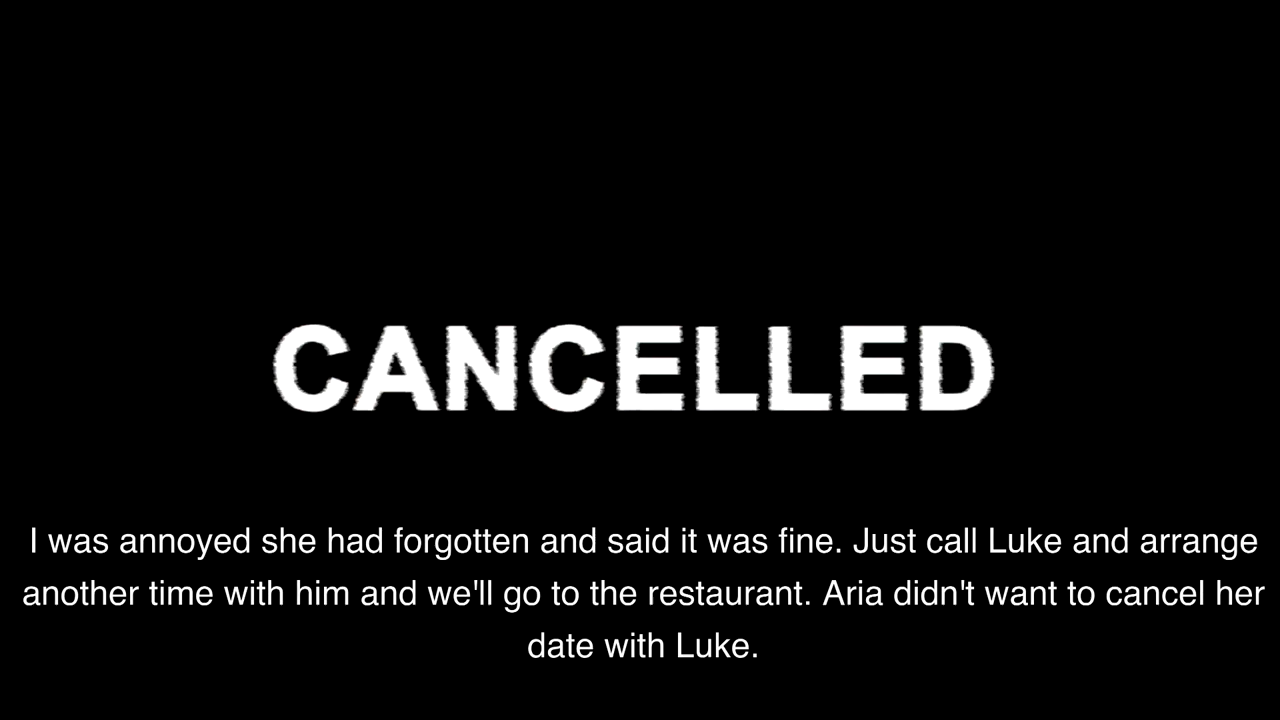 CANCELLED
I was annoyed she had forgotten and said it was fine. Just call Luke and arrange
another time with him and we'll go to the restaurant. Aria didn't want to cancel her
date with Luke.